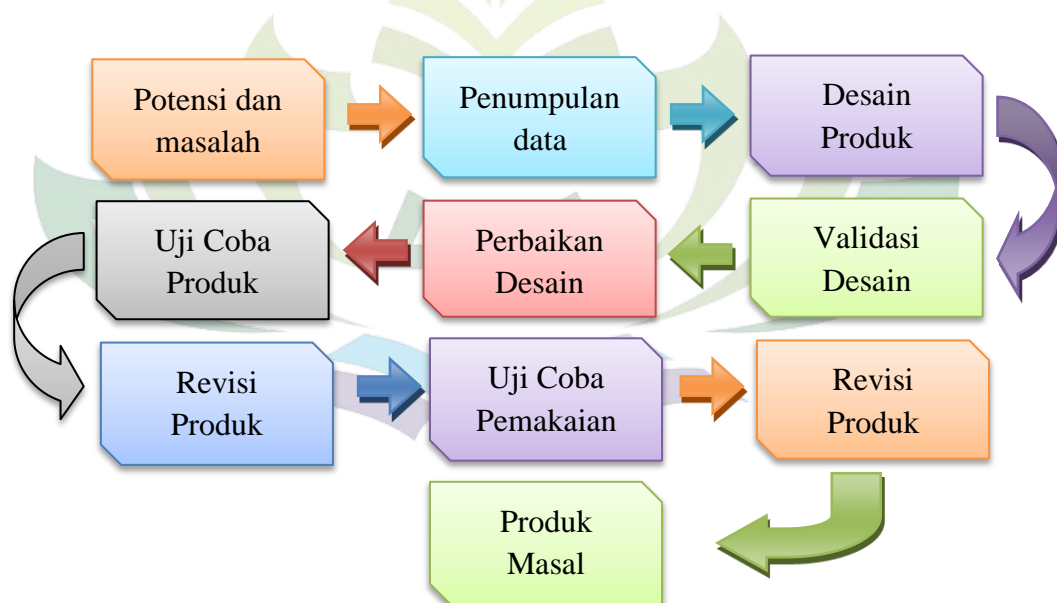 Potensi dan
masalah
Penumpulan
data
Desain
Produk
Validasi
Desain
Perbaikan
Desain
Uji Coba
Produk
Revisi
Produk
Uji Coba
Pemakaian
Revisi
Produk
Produk
Masal